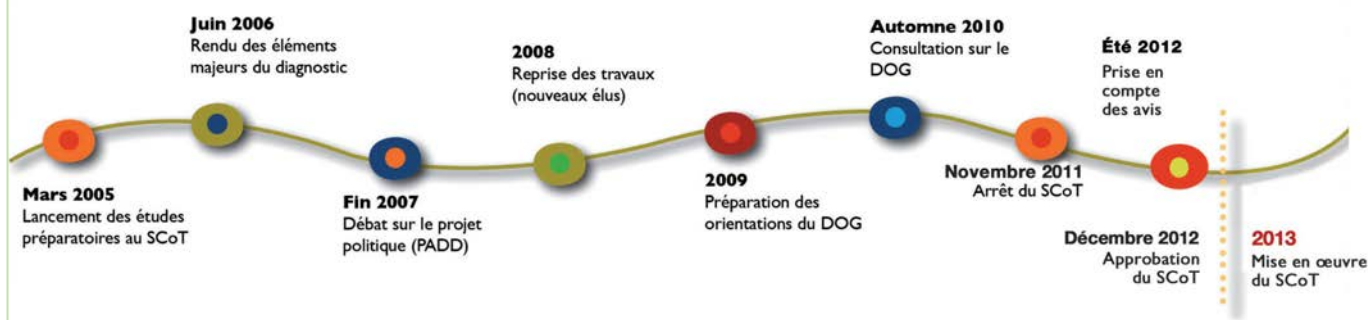 Mars 2005
Lancement des études
préparatoires au SCoT
Juin 2006
Rendu des éléments
majeurs du diagnostic
Fin 2007
Débat sur le projet
politique (PADD)
2008
Reprise des travaux
(nouveaux élus)
2009
Préparation des
orientations du DOG
Automne 2010
Consultation sur le
DOG
Novembre 2011
Arrêt du SCoT
Été 2012
Prise en
compte
des avis
Décembre 2012
Approbation
du SCoT
2013
Mise en œuvre
du SCoT